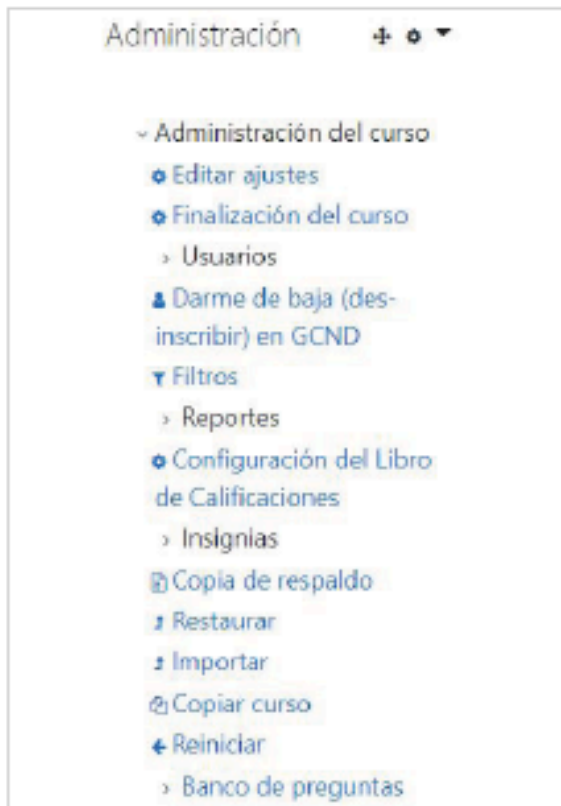 Administración
Administración del curso
Editar ajustes
Finalización del curso
Usuarios
Darme de baja (des-
inscribir) en GCND
Filtros
Reportes
Configuración del Libro
de Calificaciones
Insignias
Copia de respaldo
Restaurar
Importar
Copiar curso
Reiniciar
Banco de preguntas